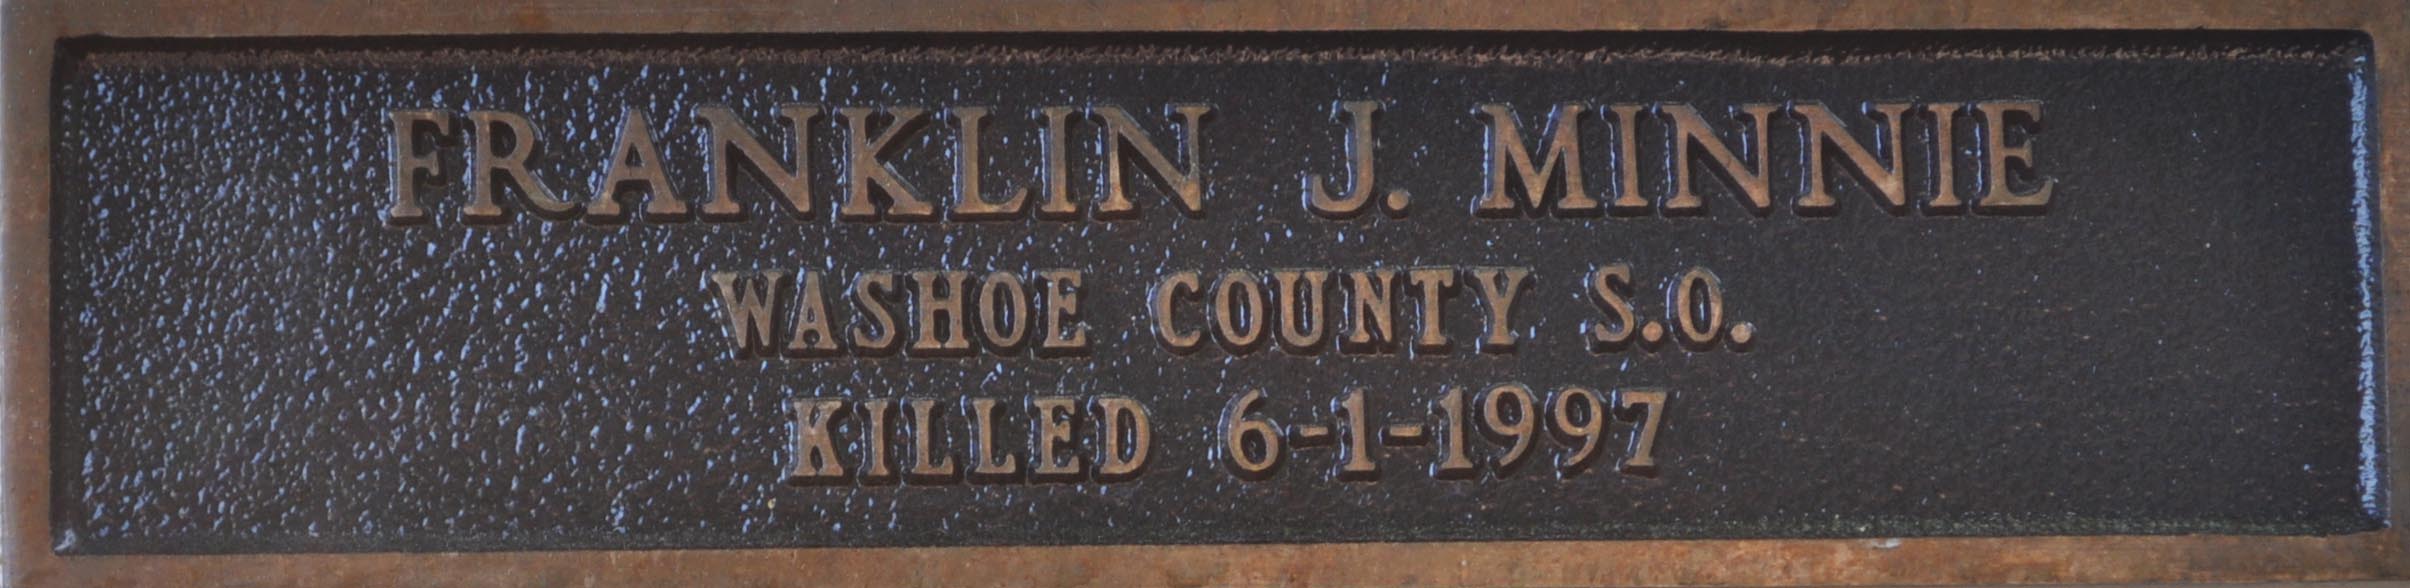 FRANKLIN J. MINNIE
WASHOE COUNTY S.O.
KILLED 6-1-1997